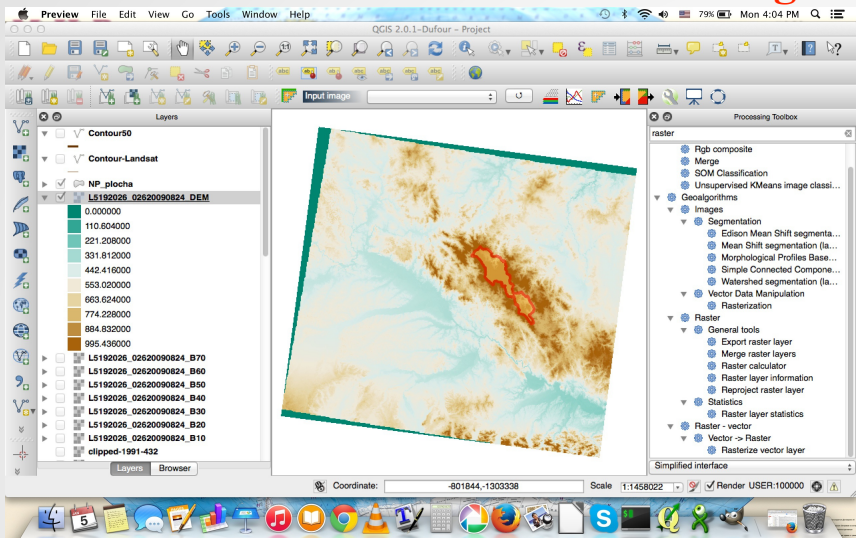 Preview File Edit View Go Tools Window Help 79% Mon 4:04 PM
QGIS 2.0.1-Dufour - Project
abc abc abc abc abc abc
Input image
Layers
Contour50
Contour-Landsat
NP_plocha
L5192026_02620090824_DEM
0.000000
110.604000
221.208000
331.812000
442.416000
553.020000
663.624000
774.228000
884.832000
995.436000
L5192026_02620090824_B70
L5192026_02620090824_B60
L5192026_02620090824_B50
L5192026_02620090824_B40
L5192026_02620090824_B30
L5192026_02620090824_B20
L5192026_02620090824_B10
clipped-1991-432
Layers Browser
Processing Toolbox
raster
Rgb composite
Merge
SOM Classification
Unsupervised KMeans image classi...
Geoalgorithms
Images
Segmentation
Edison Mean Shift segmenta...
Mean Shift segmentation (la...
Morphological Profiles Base...
Simple Connected Compone...
Watershed segmentation (la...
Vector Data Manipulation
Rasterization
Raster
General tools
Export raster layer
Merge raster layers
Raster calculator
Raster layer information
Reproject raster layer
Statistics
Raster layer statistics
Raster - vector
Vector -> Raster
Rasterize vector layer
Simplified interface
Coordinate: -801844,-1303338 Scale 1:1458022 Render USER:100000
5
S